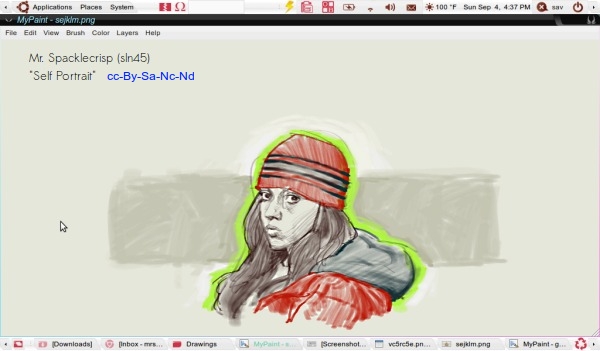 Applications Places System 100 °F Sun Sep 4, 4:37 PM sav
MyPaint - sejklm.png
File Edit View Brush Color Layers Help
Mr. Spacklecrisp (sln45)
"Self Portrait" cc-By-Sa-Nc-Nd
[Downloads] [Inbox - mrs... Drawings MyPaint - s... [Screenshot... vc5rc5e.pn... sejklm.png MyPaint - g...